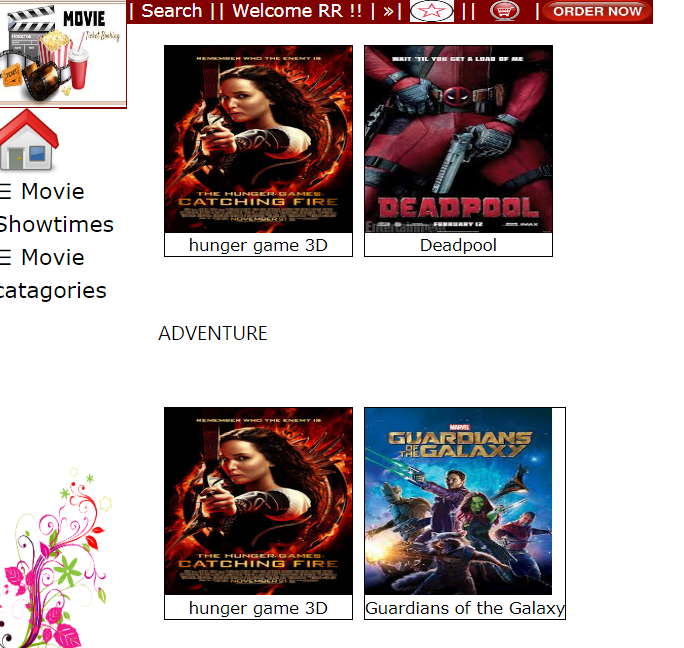 MOVIE
Ticket Booking
| Search || Welcome RR !! | »| || | ORDER NOW
☰ Movie
Showtimes
☰ Movie
catagories
REMEMBER WHO THE ENEMY IS
THE HUNGER GAMES
CATCHING FIRE
NOVEMBER 21
hunger game 3D
WAIT 'TIL YOU GET A LOAD OF ME
DEADPOOL
Entertainment
FEBRUARY 12
IMAX
Deadpool
ADVENTURE
REMEMBER WHO THE ENEMY IS
THE HUNGER GAMES
CATCHING FIRE
NOVEMBER 21
hunger game 3D
MARVEL
GUARDIANS
OF THE GALAXY
Guardians of the Galaxy